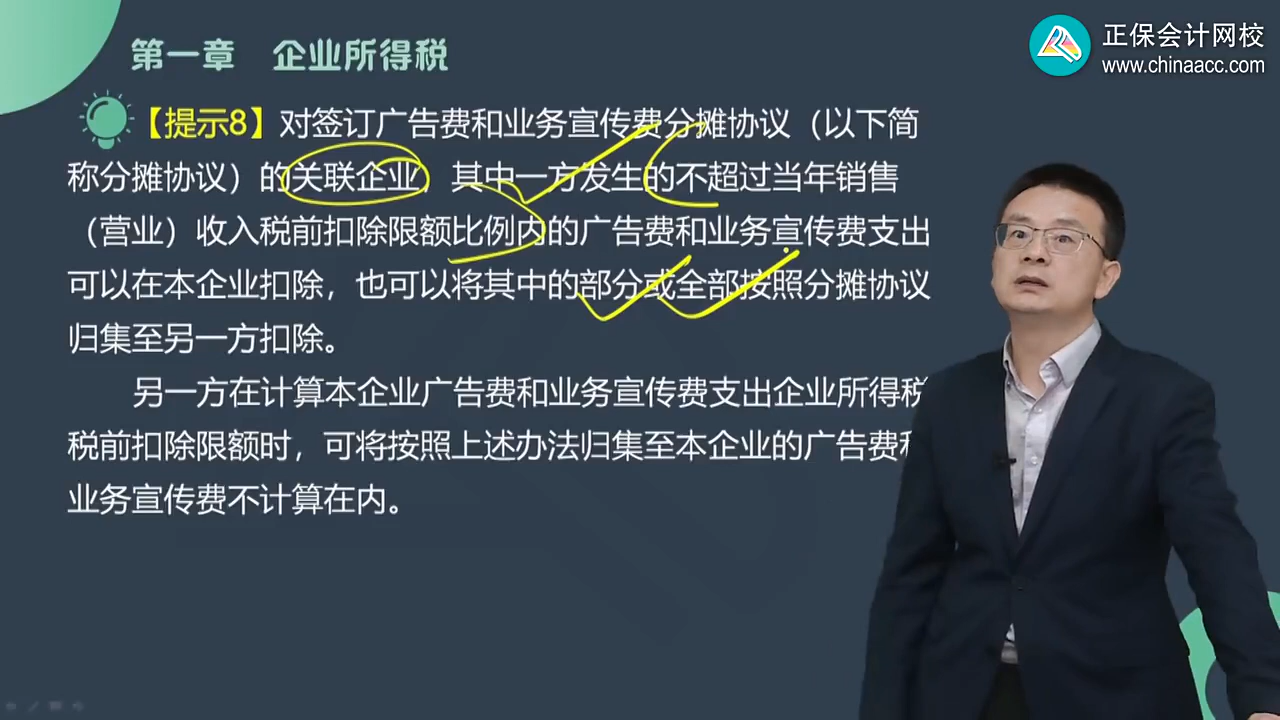 第一章 企业所得税
正保会计网校
www.chinaacc.com
【提示8】对签订广告费和业务宣传费分摊协议（以下简
称分摊协议）的关联企业，其中一方发生的不超过当年销售
（营业）收入税前扣除限额比例内的广告费和业务宣传费支出
可以在本企业扣除，也可以将其中的部分或全部按照分摊协议
归集至另一方扣除。
另一方在计算本企业广告费和业务宣传费支出企业所得税
税前扣除限额时，可将按照上述办法归集至本企业的广告费和
业务宣传费不计算在内。